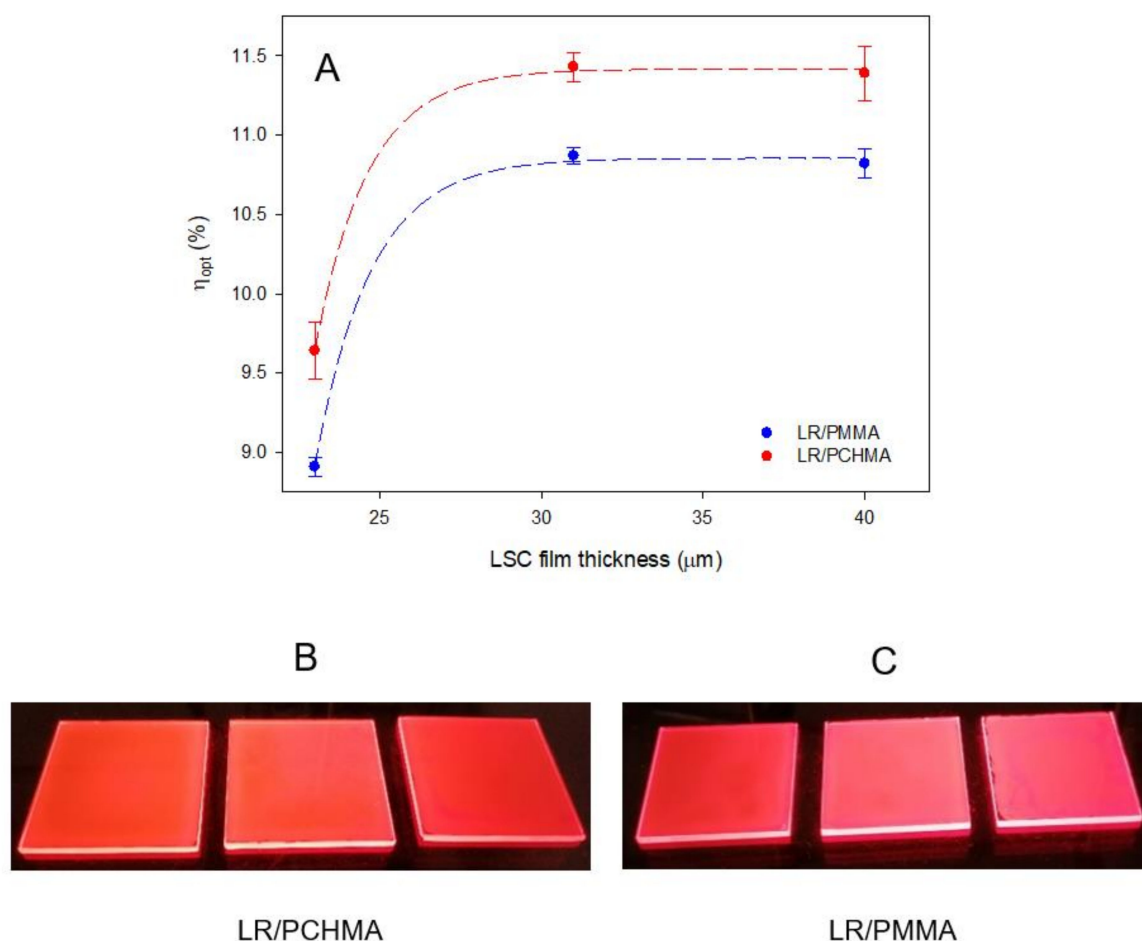 A
11.5
11.0
10.5
10.0
9.5
9.0
ηopt (%)
LR/PMMA
LR/PCHMA
25 30 35 40
LSC film thickness (μm)
B C
LR/PCHMA LR/PMMA